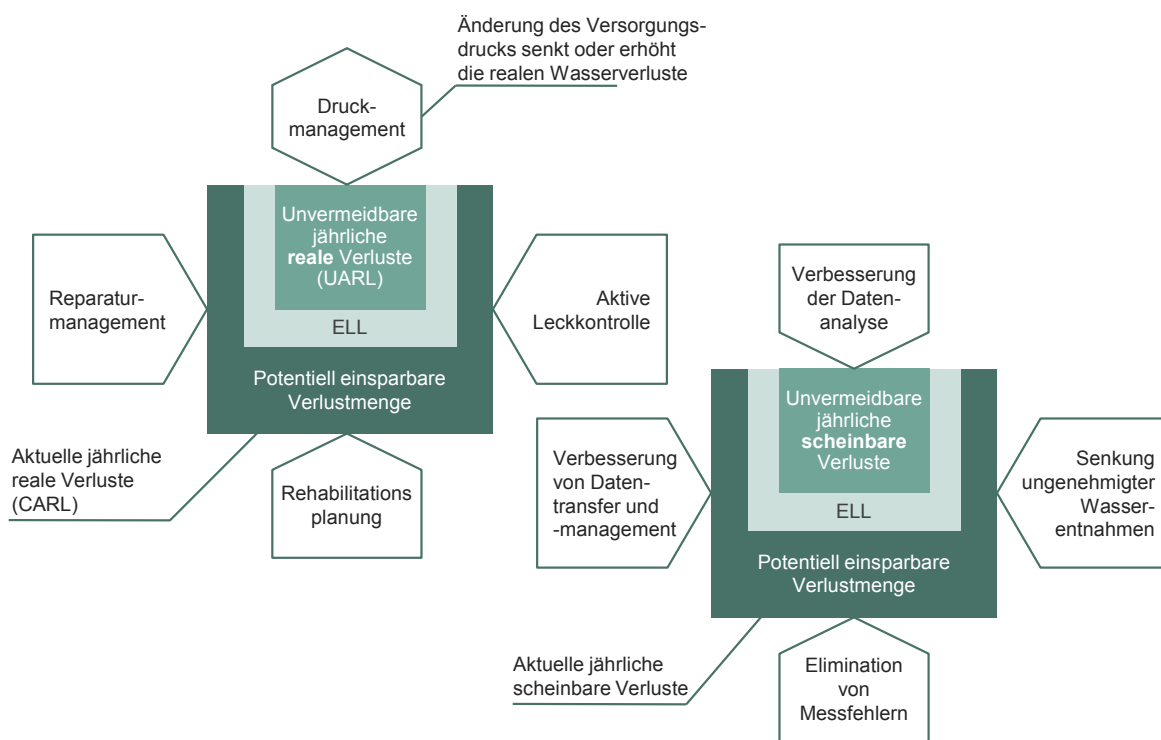 Änderung des Versorgungs-
drucks senkt oder erhöht
die realen Wasserverluste
Druck-
management
Unvermeidbare
jährliche
reale Verluste
(UARL)
Reparatur-
management
Aktive
Leckkontrolle
ELL
Potentiell einsparbare
Verlustmenge
Aktuelle jährliche
reale Verluste
(CARL)
Rehabilitations
planung
Verbesserung
der Daten-
analyse
Unvermeidbare
jährliche
scheinbare
Verluste
Verbesserung
von Daten-
transfer und
-management
Senkung
ungenehmigter
Wasser-
entnahmen
ELL
Potentiell einsparbare
Verlustmenge
Aktuelle jährliche
scheinbare Verluste
Elimination
von
Messfehlern